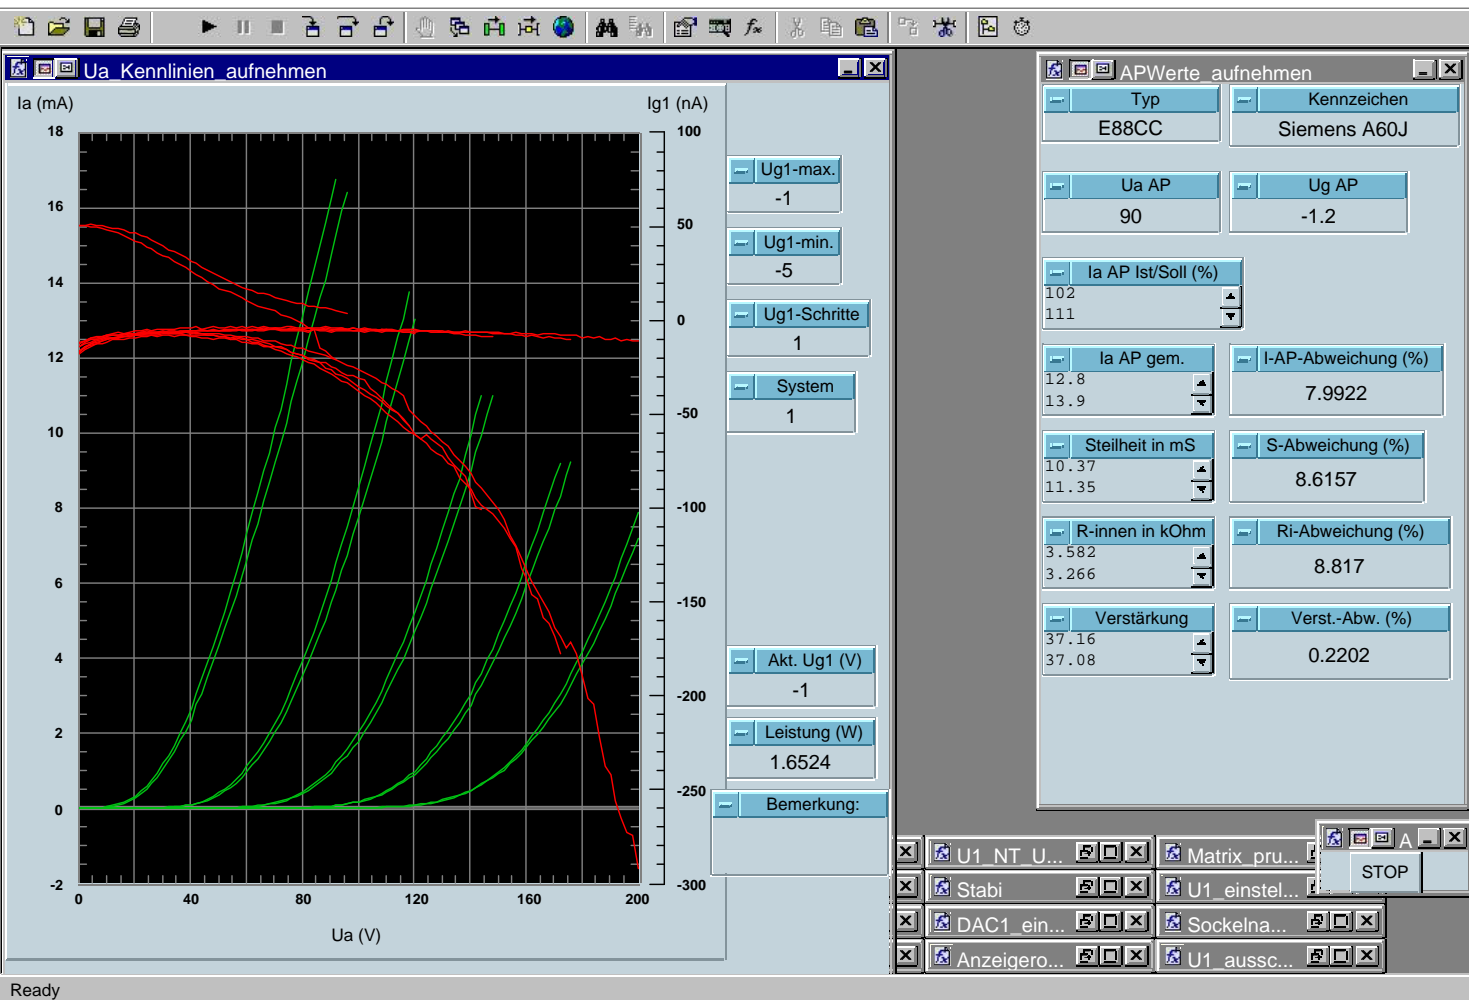 Ua_Kennlinien_aufnehmen
Ia (mA)
Ig1 (nA)
18
16
14
12
10
8
6
4
2
0
-2
100
50
0
-50
-100
-150
-200
-250
-300
0
40
80
120
160
200
Ua (V)
Ug1-max.
-1
Ug1-min.
-5
Ug1-Schritte
1
System
1
Akt. Ug1 (V)
-1
Leistung (W)
1.6524
Bemerkung:
APWerte_aufnehmen
Typ
E88CC
Kennzeichen
Siemens A60J
Ua AP
90
Ug AP
-1.2
Ia AP Ist/Soll (%)
102
111
Ia AP gem.
12.8
13.9
I-AP-Abweichung (%)
7.9922
Steilheit in mS
10.37
11.35
S-Abweichung (%)
8.6157
R-innen in kOhm
3.582
3.266
Ri-Abweichung (%)
8.817
Verstärkung
37.16
37.08
Verst.-Abw. (%)
0.2202
A
STOP
U1_NT_U...
Matrix_pru...
Stabi
U1_einstel...
DAC1_ein...
Sockelna...
Anzeigero...
U1_aussc...
Ready